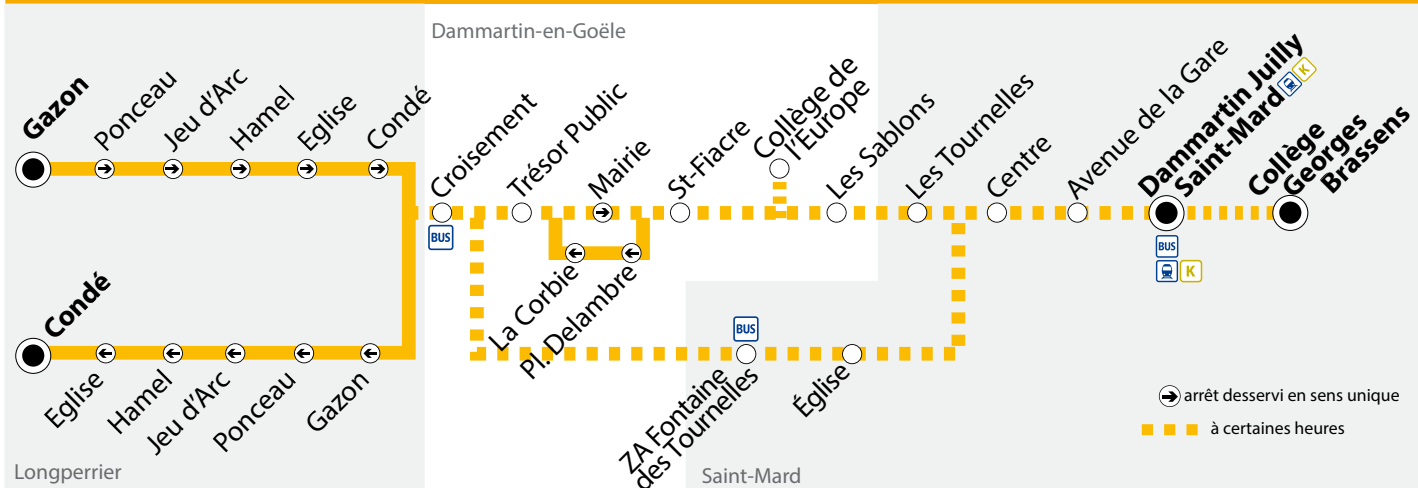 Dammartin-en-Goële
Gazon
Ponceau
Jeu d'Arc
Hamel
Eglise
Condé
Croisement
BUS
Trésor Public
Mairie
St-Fiacre
Collège de
l'Europe
Les Sablons
Les Tournelles
Centre
Avenue de la Gare
Dammartin Juilly
Saint-Mard
K
Collège
Georges
Brassens
BUS
K
La Corbie
Pl. Delambre
Condé
Eglise
Hamel
Jeu d'Arc
Ponceau
Gazon
BUS
ZA Fontaine
des Tournelles
Église
arrêt desservi en sens unique
à certaines heures
Longperrier
Saint-Mard